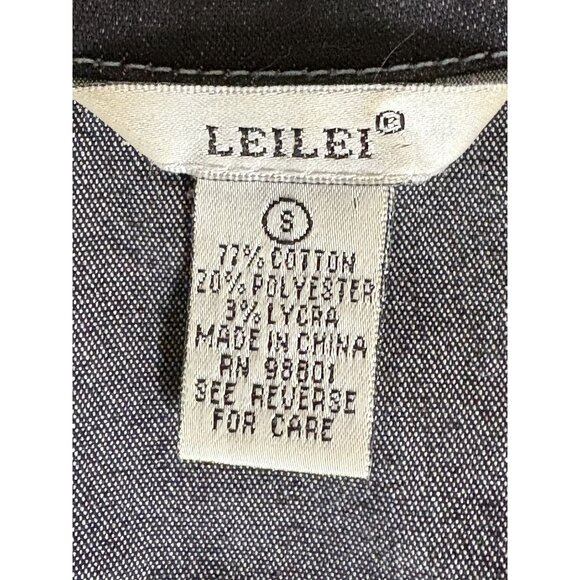 LEILEI®
S
77% COTTON
20% POLYESTER
3% LYCRA
MADE IN CHINA
RN 98801
SEE REVERSE
FOR CARE